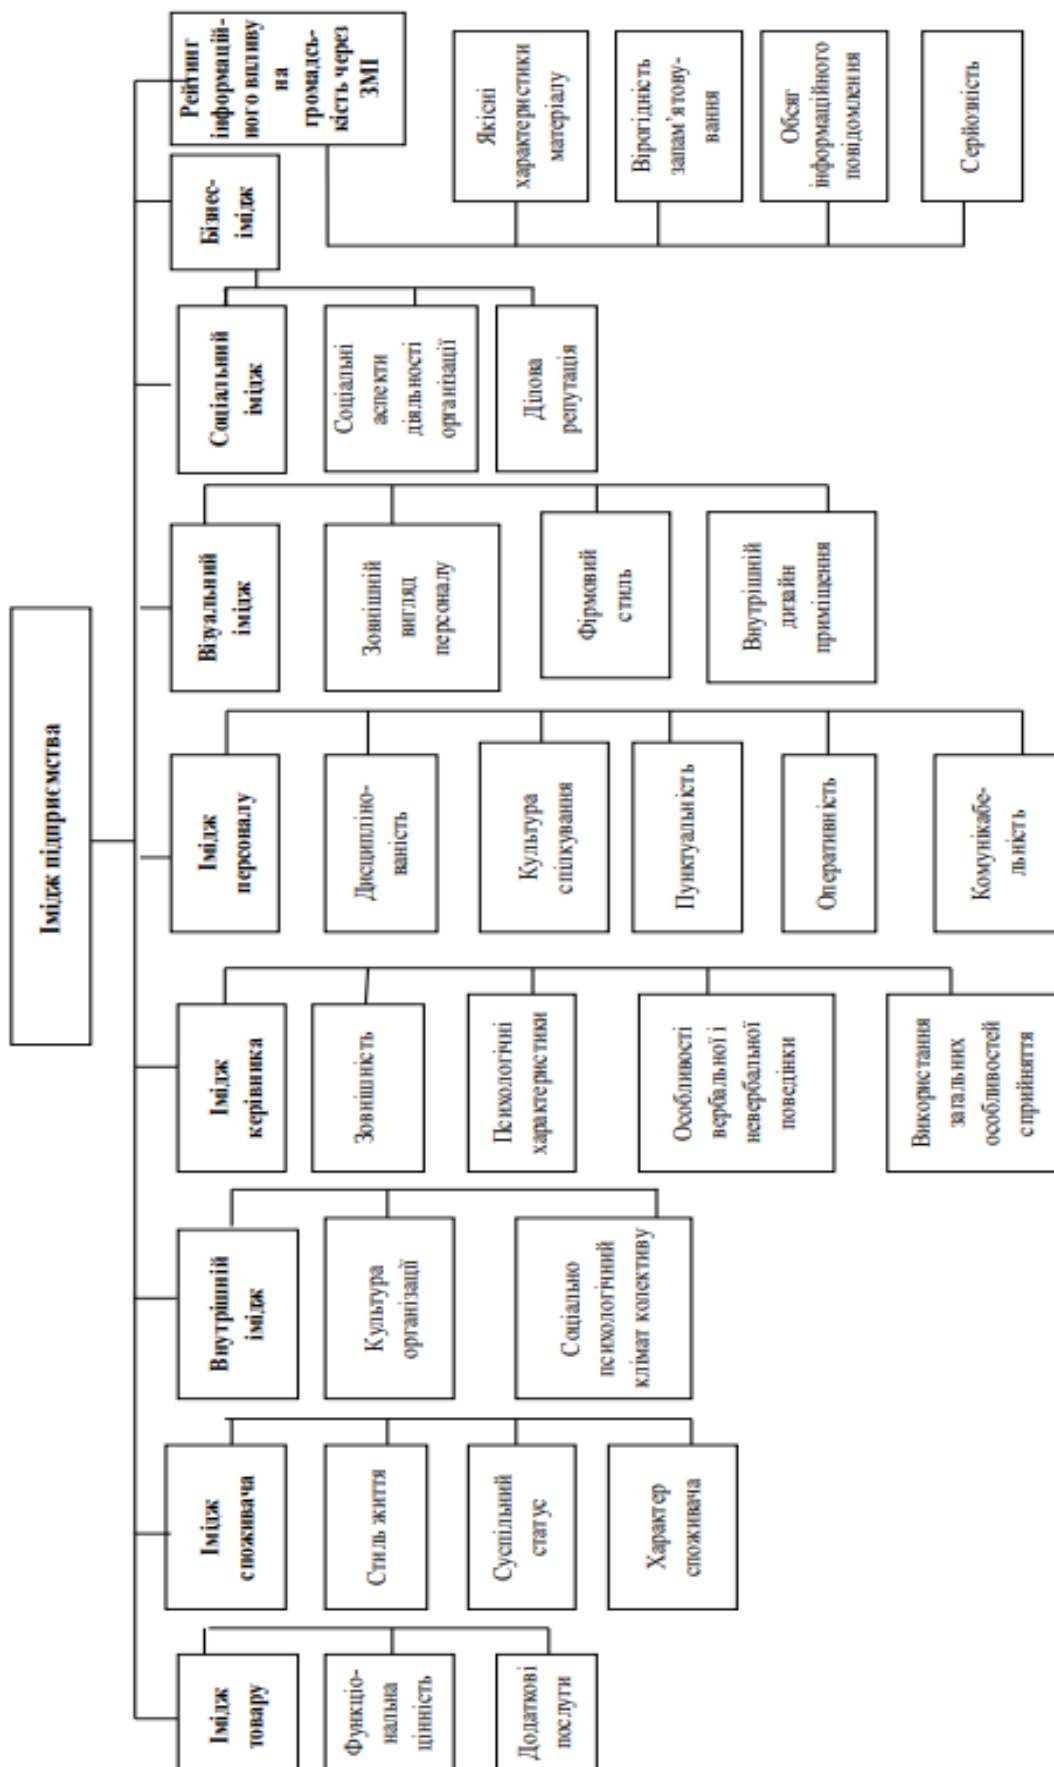 Імідж підприємства
Імідж
товару
Функціо-
нальна
цінність
Додаткові
послуги
Імідж
споживача
Стиль життя
Суспільний
статус
Характер
споживача
Внутрішній
імідж
Культура
організації
Соціально
психологічний
клімат колективу
Імідж
керівника
Зовнішність
Психологічні
характеристики
Особливості
вербальної і
невербальної
поведінки
Використання
загальних
особливостей
сприйняття
Імідж
персоналу
Дисципліно-
ваність
Культура
спілкування
Пунктуальність
Оперативність
Комунікабе-
льність
Візуальний
імідж
Зовнішній
вигляд
персоналу
Фірмовий
стиль
Внутрішній
дизайн
приміщення
Соціальний
імідж
Соціальні
аспекти
діяльності
організації
Ділова
репутація
Бізнес-
імідж
Рейтинг
інформацій-
ного впливу
на
громадсь-
кість через
ЗМІ
Якісні
характеристики
матеріалу
Вірогідність
запам’ятову-
вання
Обсяг
інформаційного
повідомлення
Серйозність